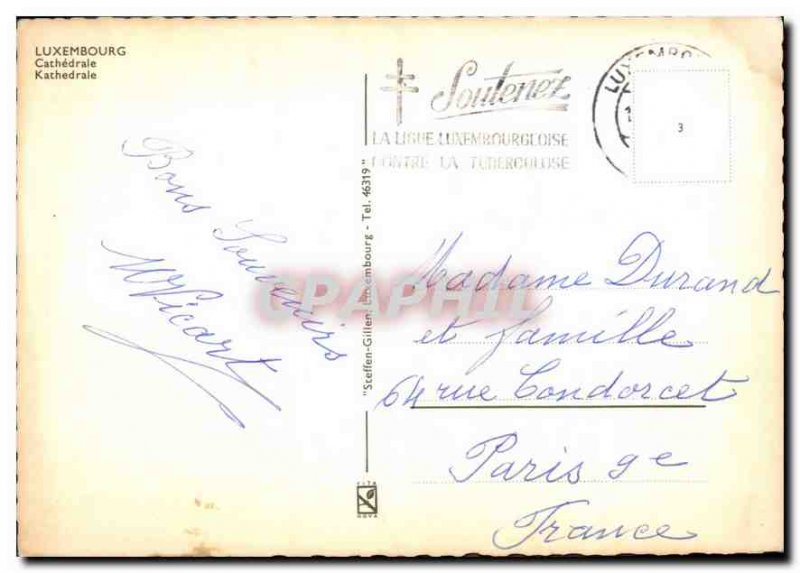 LUXEMBOURG
Cathédrale
Kathedrale
Soutenez
LA LIGUE LUXEMBOURGEOISE
CONTRE LA TUBERCULOSE
LUXEMBO
3
Bons Souvenirs
Picart
"Steffen-Gillen, Luxembourg - Tel. 46319"
CPAPHIL
Madame Durand
et famille
64 rue Condorcet
Paris 9e
France